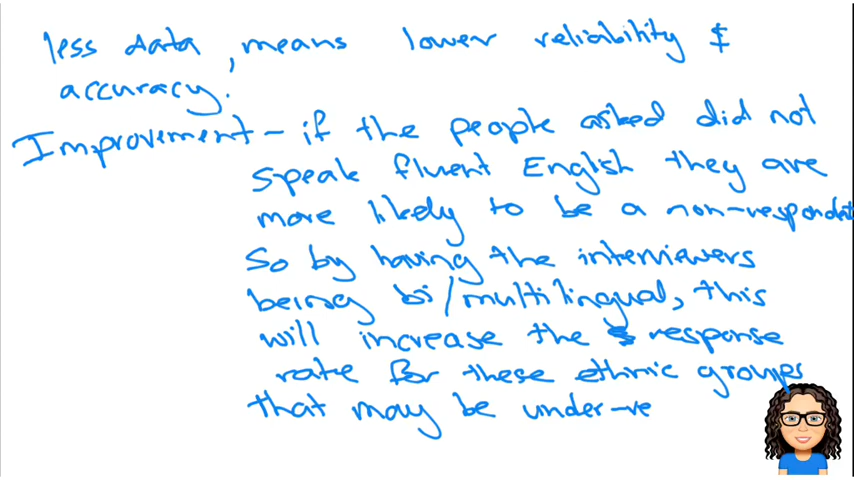 less data, means lower reliability &
accuracy.
Improvement - if the people asked did not
speak fluent English they are
more likely to be a non-respondent
So by having the interviewers
being bi/multilingual, this
will increase the response
rate for these ethnic groups
that may be under-re